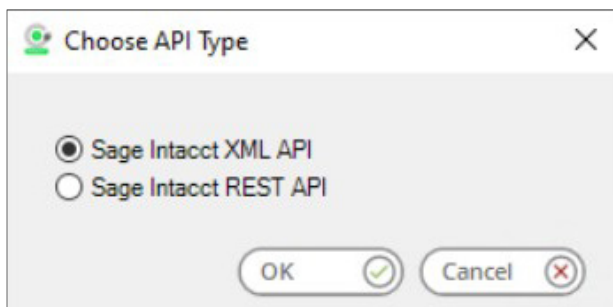 Choose API Type
Sage Intacct XML API
Sage Intacct REST API
OK Cancel